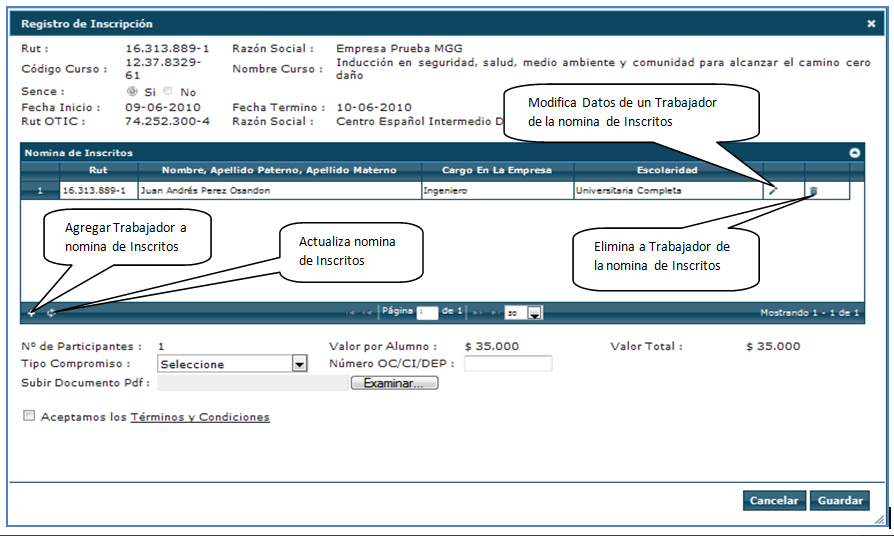 Registro de Inscripción
Rut : 16.313.889-1 Razón Social : Empresa Prueba MGG
Código Curso : 12.37.8329-61 Nombre Curso : Inducción en seguridad, salud, medio ambiente y comunidad para alcanzar el camino cero daño
Sence : Si No
Fecha Inicio : 09-06-2010 Fecha Termino : 10-06-2010
Rut OTIC : 74.252.300-4 Razón Social : Centro Español Intermedio D
Modifica Datos de un Trabajador
de la nomina de Inscritos
Nomina de Inscritos
Rut Nombre, Apellido Paterno, Apellido Materno Cargo En La Empresa Escolaridad
1 16.313.889-1 Juan Andrés Perez Osandon Ingeniero Universitaria Completa
Agregar Trabajador a
nomina de Inscritos
Actualiza nomina
de Inscritos
Elimina a Trabajador de
la nomina de Inscritos
Página 1 de 1 30 Mostrando 1 - 1 de 1
Nº de Participantes : 1 Valor por Alumno : $ 35.000 Valor Total : $ 35.000
Tipo Compromiso : Seleccione Número OC/CI/DEP :
Subir Documento Pdf : Examinar...
Aceptamos los Términos y Condiciones
Cancelar Guardar